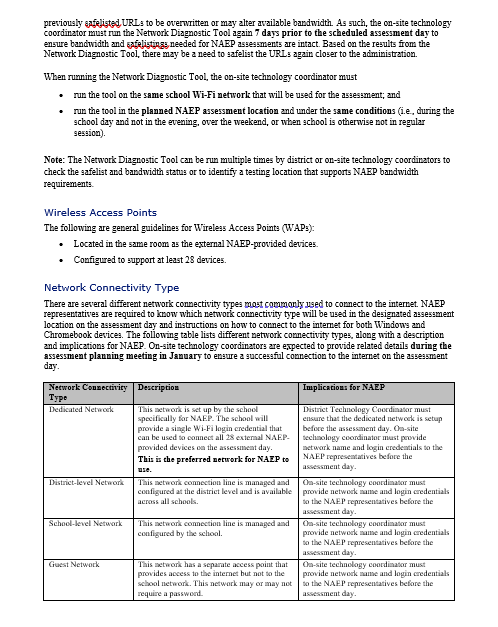 previously safelisted URLs to be overwritten or may alter available bandwidth. As such, the on-site technology
coordinator must run the Network Diagnostic Tool again 7 days prior to the scheduled assessment day to
ensure bandwidth and safelistings needed for NAEP assessments are intact. Based on the results from the
Network Diagnostic Tool, there may be a need to safelist the URLs again closer to the administration.
When running the Network Diagnostic Tool, the on-site technology coordinator must
• run the tool on the same school Wi-Fi network that will be used for the assessment; and
• run the tool in the planned NAEP assessment location and under the same conditions (i.e., during the
school day and not in the evening, over the weekend, or when school is otherwise not in regular
session).
Note: The Network Diagnostic Tool can be run multiple times by district or on-site technology coordinators to
check the safelist and bandwidth status or to identify a testing location that supports NAEP bandwidth
requirements.
Wireless Access Points
The following are general guidelines for Wireless Access Points (WAPs):
• Located in the same room as the external NAEP-provided devices.
• Configured to support at least 28 devices.
Network Connectivity Type
There are several different network connectivity types most commonly used to connect to the internet. NAEP
representatives are required to know which network connectivity type will be used in the designated assessment
location on the assessment day and instructions on how to connect to the internet for both Windows and
Chromebook devices. The following table lists different network connectivity types, along with a description
and implications for NAEP. On-site technology coordinators are expected to provide related details during the
assessment planning meeting in January to ensure a successful connection to the internet on the assessment
day.
Network Connectivity
Type
Description
Implications for NAEP
Dedicated Network
This network is set up by the school
specifically for NAEP. The school will
provide a single Wi-Fi login credential that
can be used to connect all 28 external NAEP-
provided devices on the assessment day.
This is the preferred network for NAEP to
use.
District Technology Coordinator must
ensure that the dedicated network is setup
before the assessment day. On-site
technology coordinator must provide
network name and login credentials to the
NAEP representatives before the
assessment day.
District-level Network
This network connection line is managed and
configured at the district level and is available
across all schools.
On-site technology coordinator must
provide network name and login credentials
to the NAEP representatives before the
assessment day.
School-level Network
This network connection line is managed and
configured by the school.
On-site technology coordinator must
provide network name and login credentials
to the NAEP representatives before the
assessment day.
Guest Network
This network has a separate access point that
provides access to the internet but not to the
school network. This network may or may not
require a password.
On-site technology coordinator must
provide network name and login credentials
to the NAEP representatives before the
assessment day.